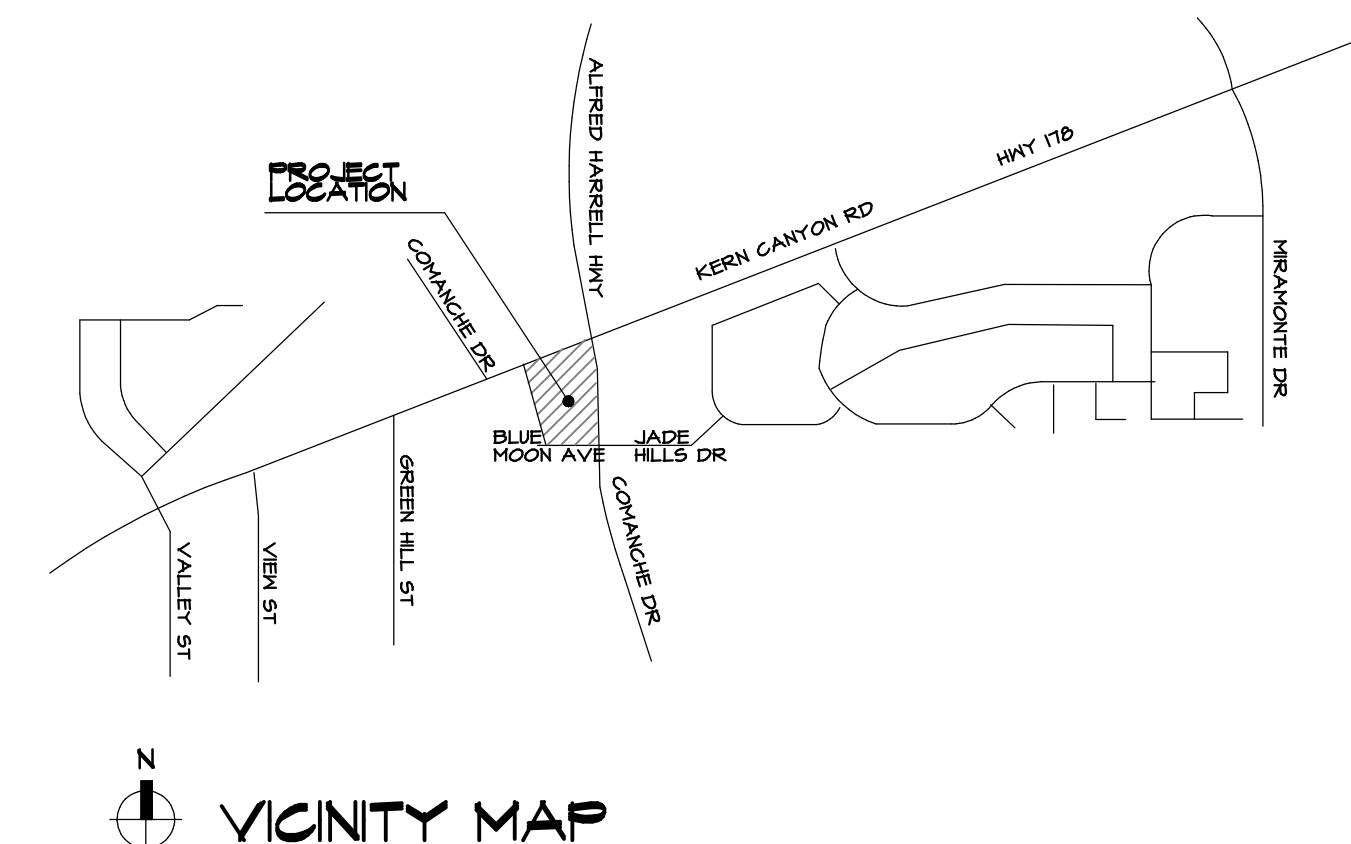 ALFRED HARRELL HWY
HWY 178
PROJECT
LOCATION
KERN CANYON RD
COMANCHE DR
MIRAMONTE DR
BLUE
MOON AVE
JADE
HILLS DR
GREEN HILL ST
COMANCHE DR
VALLEY ST
VIEW ST
N
VICINITY MAP